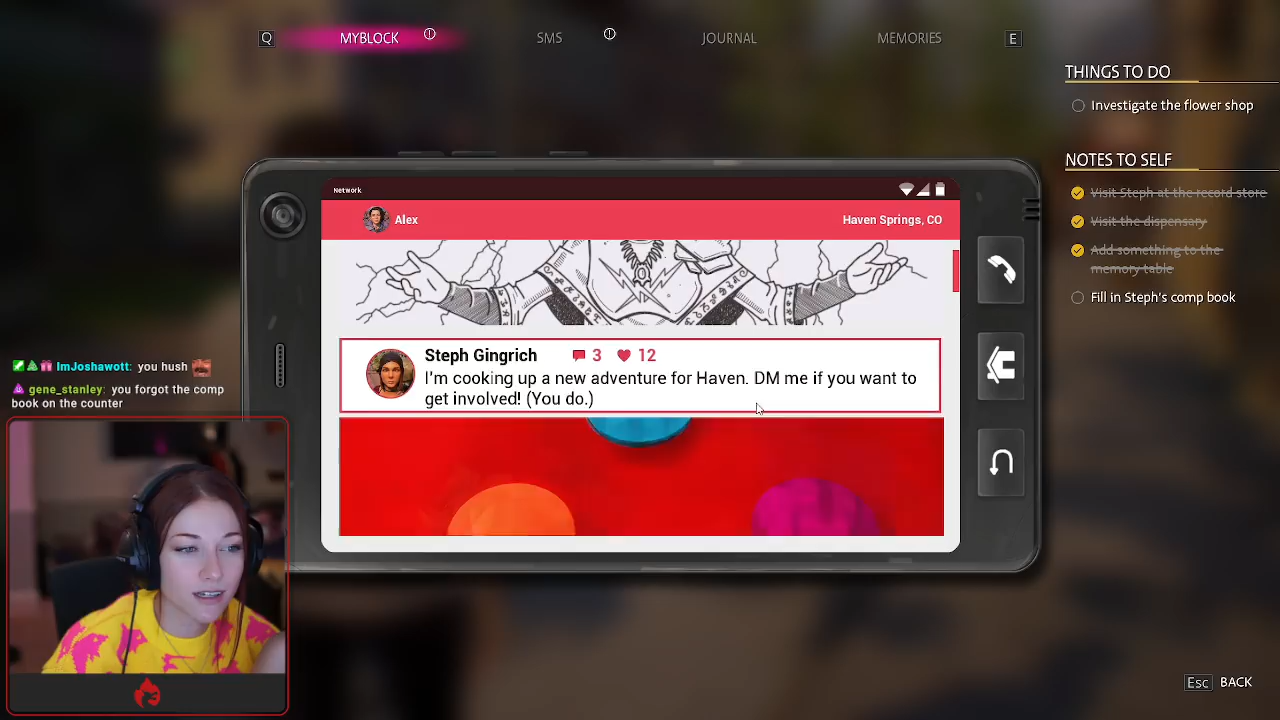 Q
MYBLOCK
SMS
JOURNAL
MEMORIES
E
THINGS TO DO
Investigate the flower shop
NOTES TO SELF
Visit Steph at the record store
Visit the dispensary
Add something to the
memory table
Fill in Steph's comp book
Network
Alex
Haven Springs, CO
Steph Gingrich 3 12
I'm cooking up a new adventure for Haven. DM me if you want to
get involved! (You do.)
ImJoshawott: you hush
gene_stanley: you forgot the comp
book on the counter
Esc BACK